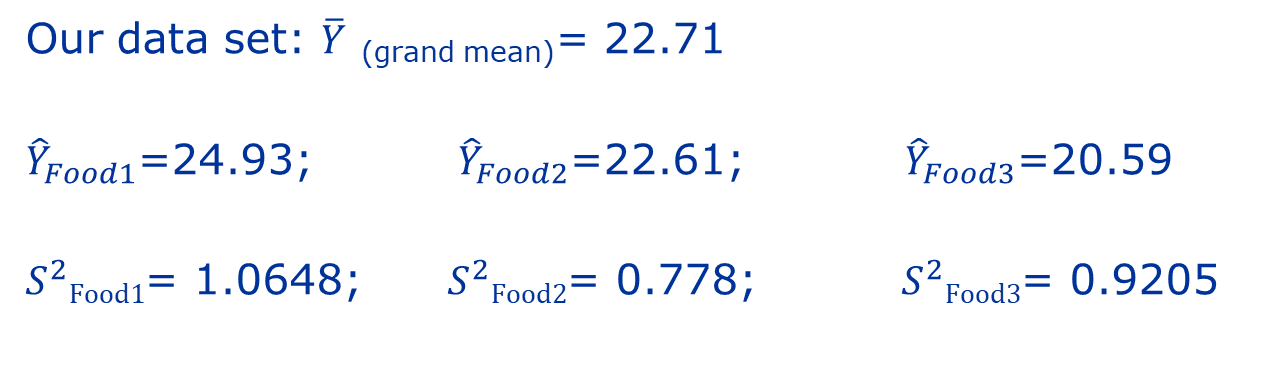 Our data set: Ȳ (grand mean)= 22.71
Ŷ_Food1=24.93; Ŷ_Food2=22.61; Ŷ_Food3=20.59
S²_Food1= 1.0648; S²_Food2= 0.778; S²_Food3= 0.9205